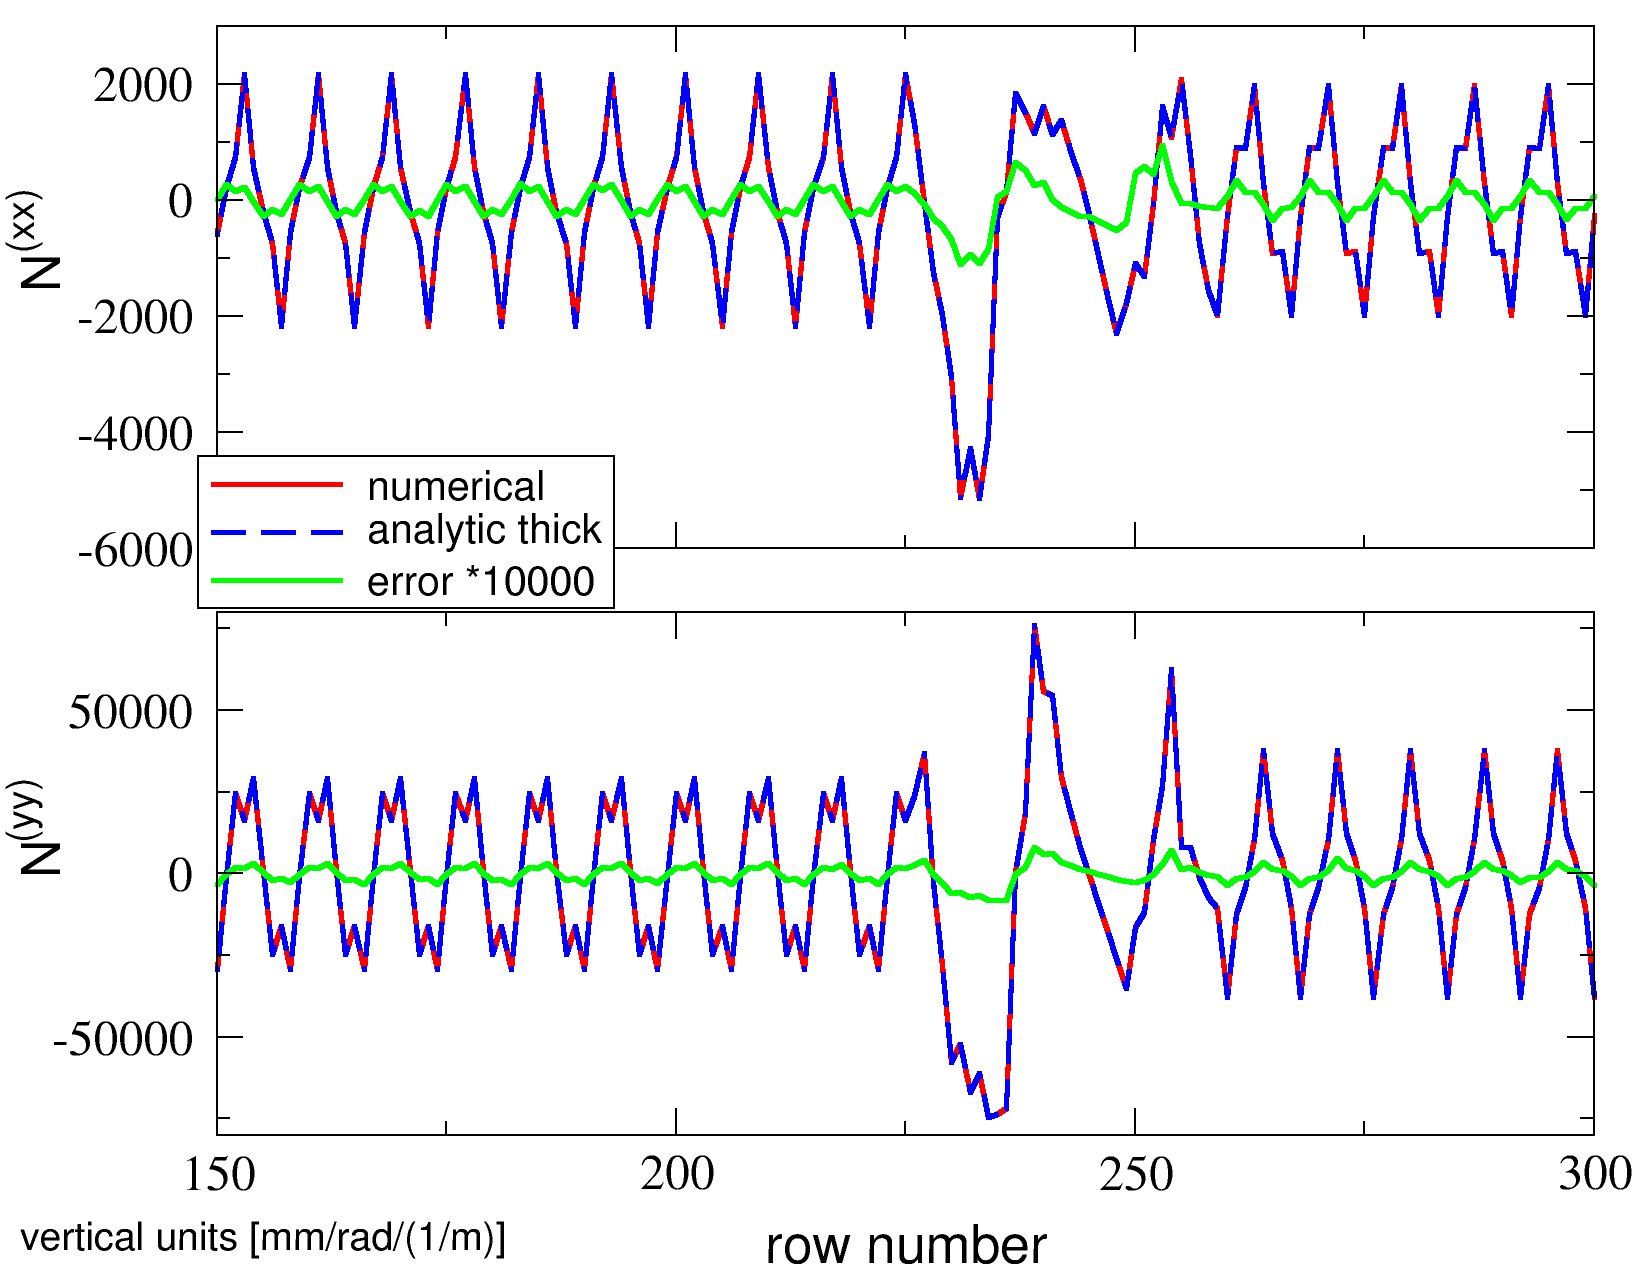 2000
0
-2000
-4000
-6000
N(xx)
numerical
analytic thick
error *10000
50000
0
-50000
N(yy)
150 200 250 300
vertical units [mm/rad/(1/m)]
row number